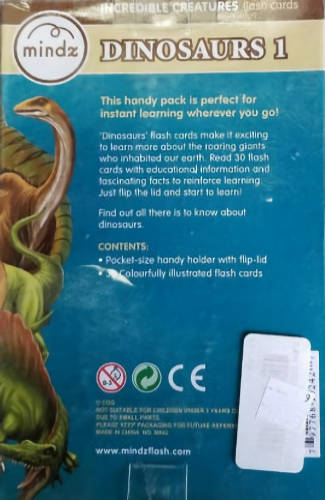 INCREDIBLE CREATURES flash cards
mindz
DINOSAURS 1
This handy pack is perfect for
instant learning wherever you go!
'Dinosaurs' flash cards make it exciting
to learn more about the roaring giants
who inhabited our earth. Read 30 flash
cards with educational information and
fascinating facts to reinforce learning.
Just flip the lid and start to learn!
Find out all there is to know about
dinosaurs.
CONTENTS:
• Pocket-size handy holder with flip-lid
• Colourfully illustrated flash cards
0-3
CE
NOT SUITABLE FOR CHILDREN UNDER 3 YEARS
DUE TO SMALL PARTS.
PLEASE KEEP PACKAGING FOR FUTURE
MADE IN CHINA.
www.mindzflash.com